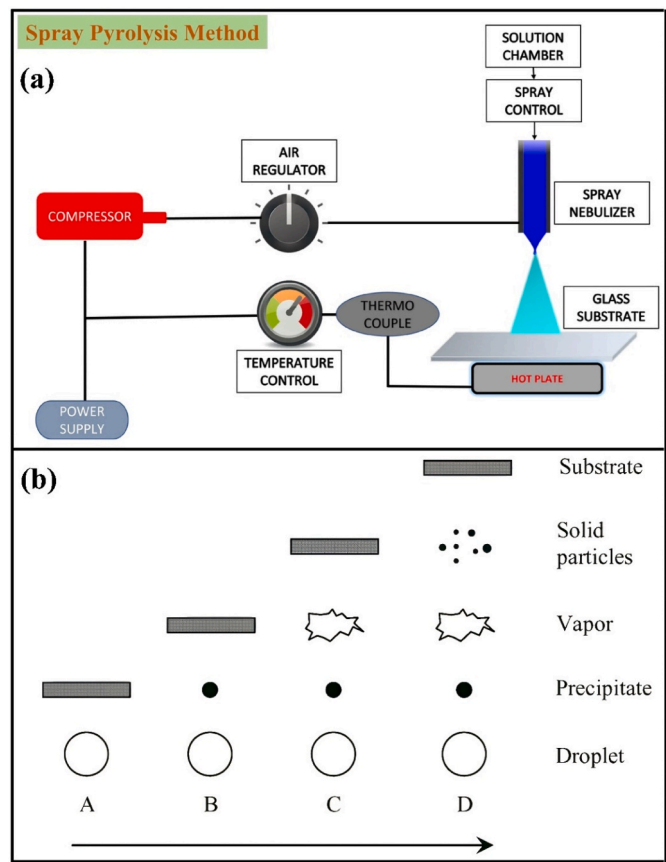 Spray Pyrolysis Method
(a)
SOLUTION
CHAMBER
SPRAY
CONTROL
AIR
REGULATOR
COMPRESSOR
SPRAY
NEBULIZER
GLASS
SUBSTRATE
THERMO
COUPLE
TEMPERATURE
CONTROL
HOT PLATE
POWER
SUPPLY
(b)
Substrate
Solid
particles
Vapor
Precipitate
Droplet
A B C D